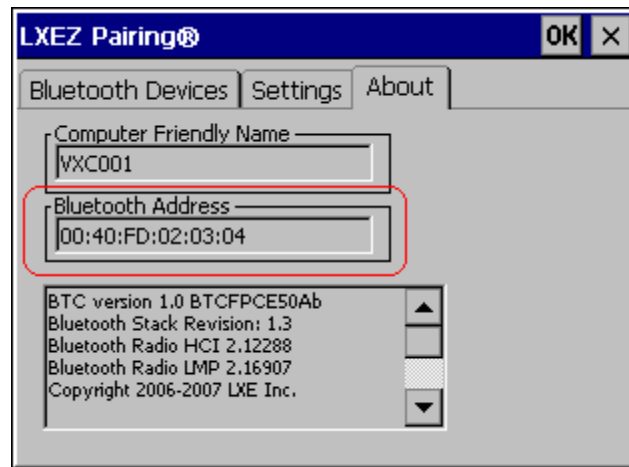 LXEZ Pairing® OK ×
Bluetooth Devices Settings About
Computer Friendly Name
VXC001
Bluetooth Address
00:40:FD:02:03:04
BTC version 1.0 BTCFPCE50Ab
Bluetooth Stack Revision: 1.3
Bluetooth Radio HCI 2.12288
Bluetooth Radio LMP 2.16907
Copyright 2006-2007 LXE Inc.